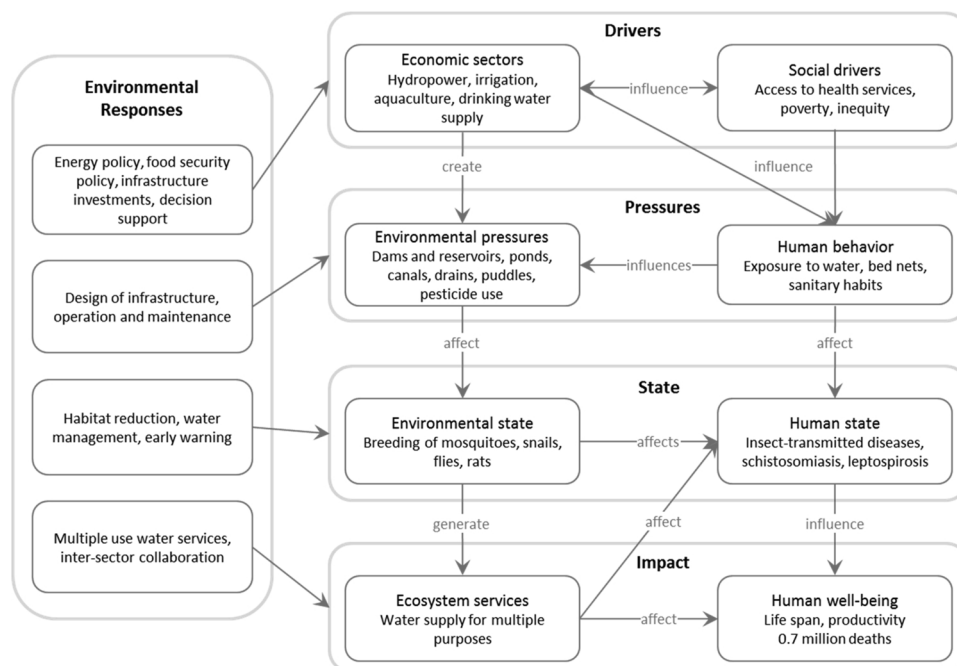 Environmental
Responses
Energy policy, food security
policy, infrastructure
investments, decision
support
Design of infrastructure,
operation and maintenance
Habitat reduction, water
management, early warning
Multiple use water services,
inter-sector collaboration
Drivers
Economic sectors
Hydropower, irrigation,
aquaculture, drinking water
supply
influence
Social drivers
Access to health services,
poverty, inequity
create
influence
Pressures
Environmental pressures
Dams and reservoirs, ponds,
canals, drains, puddles,
pesticide use
influences
Human behavior
Exposure to water, bed nets,
sanitary habits
affect
affect
State
Environmental state
Breeding of mosquitoes, snails,
flies, rats
affects
Human state
Insect-transmitted diseases,
schistosomiasis, leptospirosis
generate
affect
influence
Impact
Ecosystem services
Water supply for multiple
purposes
affect
Human well-being
Life span, productivity
0.7 million deaths